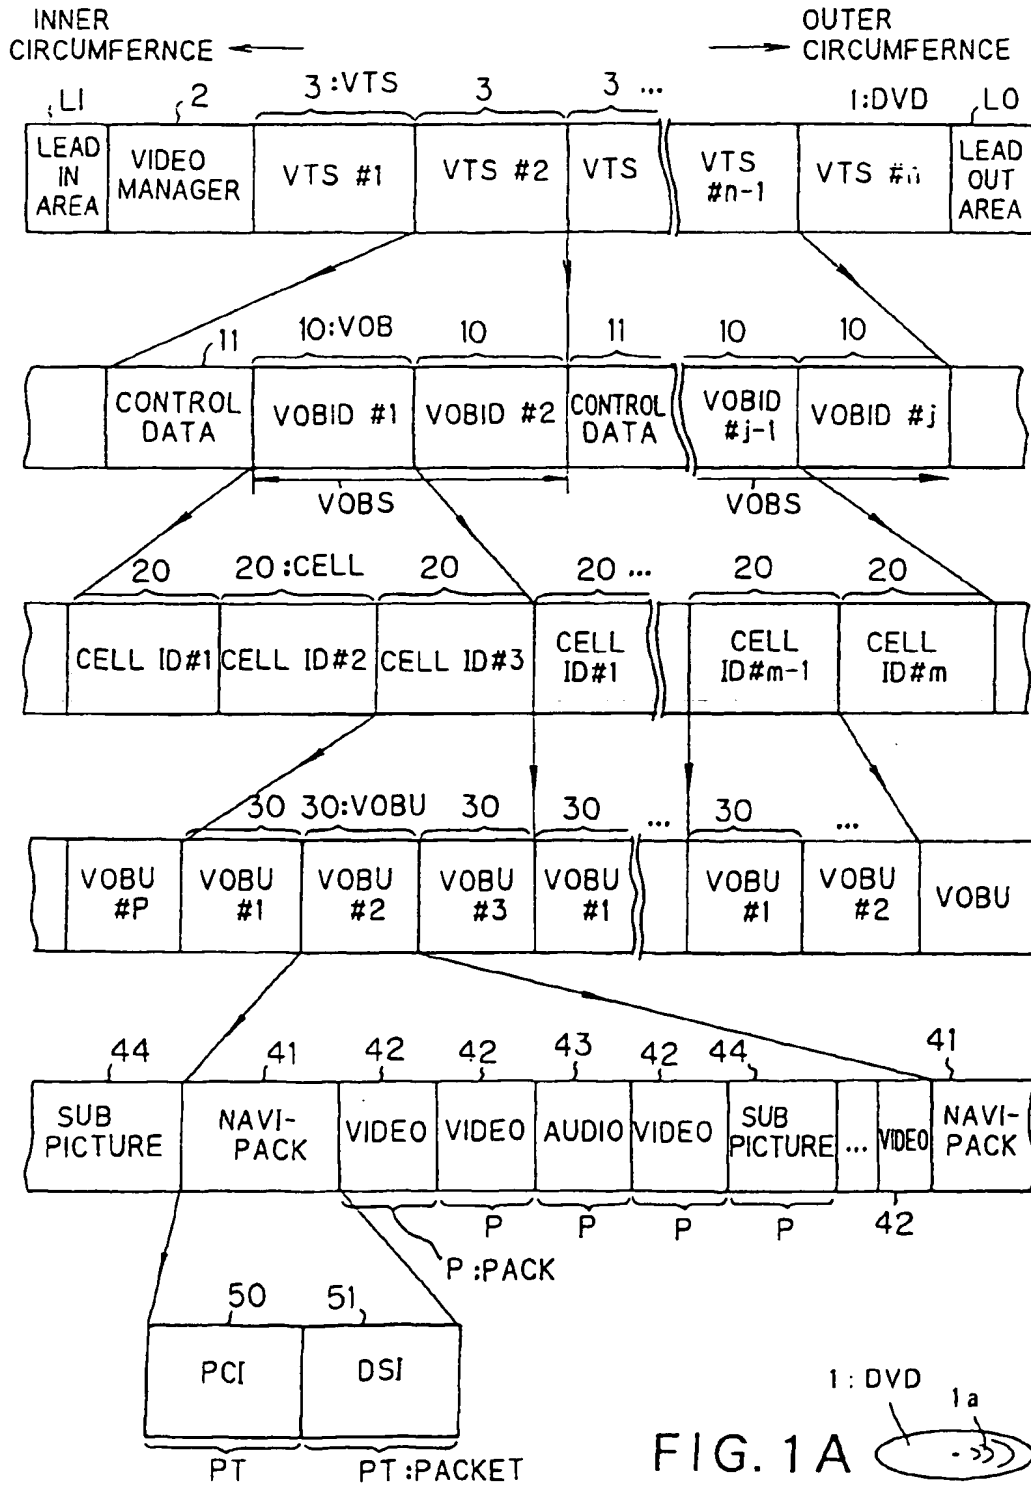 INNER
CIRCUMFERNCE
OUTER
CIRCUMFERENCE
LI
2
3 :VTS
3
3 ...
1:DVD
LO
LEAD IN AREA
VIDEO MANAGER
VTS #1
VTS #2
VTS
VTS #n-1
VTS #n
LEAD OUT AREA
11
10:VOB
10
11
10
10
CONTROL DATA
VOBID #1
VOBID #2
CONTROL DATA
VOBID #j-1
VOBID #j
VOBS
VOBS
20
20:CELL
20
20 ...
20
20
CELL ID#1
CELL ID#2
CELL ID#3
CELL ID#1
CELL ID#m-1
CELL ID#m
30
30:VOBU
30
30
...
30
...
VOBU #P
VOBU #1
VOBU #2
VOBU #3
VOBU #1
VOBU #1
VOBU #2
VOBU
44
41
42
42
43
42
44
41
SUB PICTURE
NAVI-PACK
VIDEO
VIDEO
AUDIO
VIDEO
SUB PICTURE
...
VIDEO
NAVI-PACK
P
P
P
P
42
P :PACK
50
51
PCI
DSI
PT
PT :PACKET
1 : DVD
1a
FIG. 1A